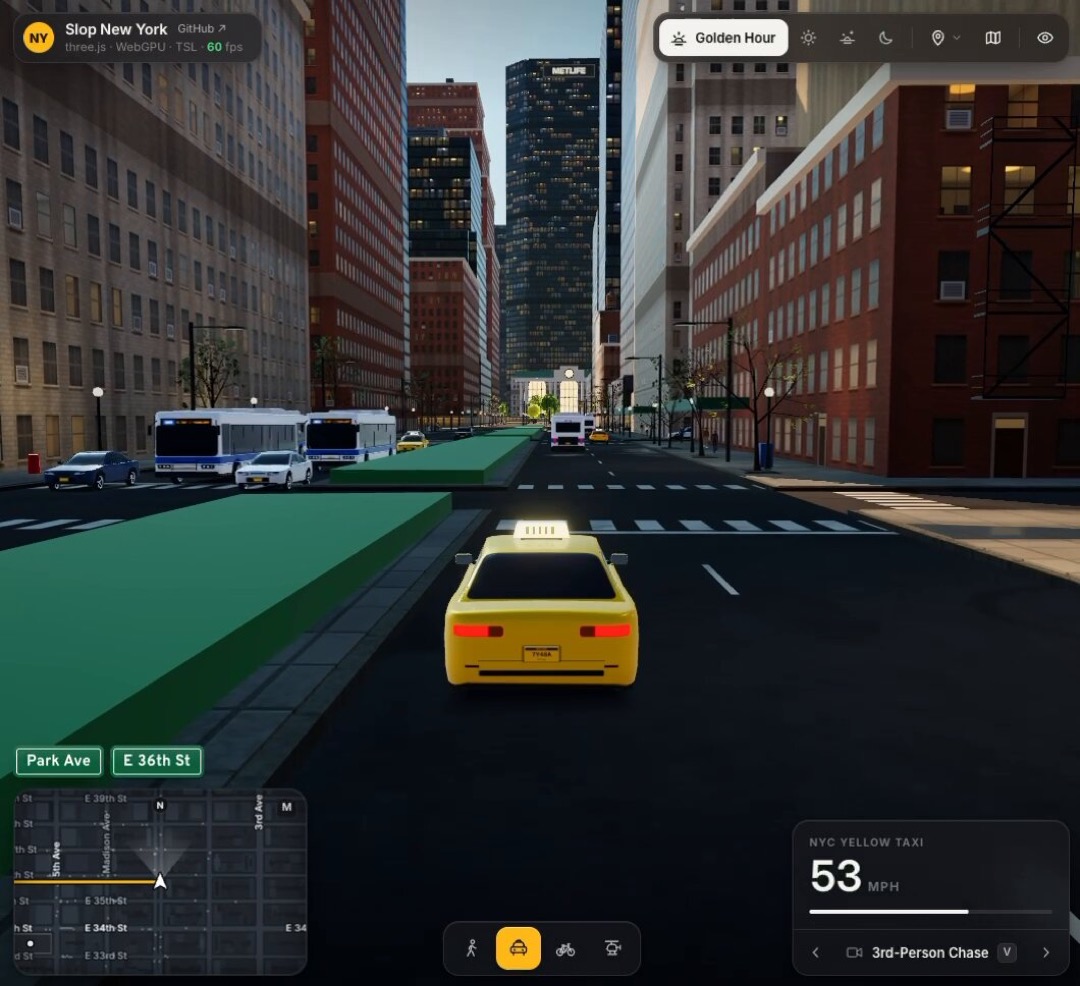 NY
Slop New York GitHub ↗
three.js · WebGPU · TSL · 60 fps
Golden Hour
METLIFE
Park Ave
E 36th St
E 39th St
N
M
3rd Ave
Madison Ave
5th Ave
E 35th St
E 34th St
E 34
E 33rd St
NYC YELLOW TAXI
53 MPH
3rd-Person Chase V